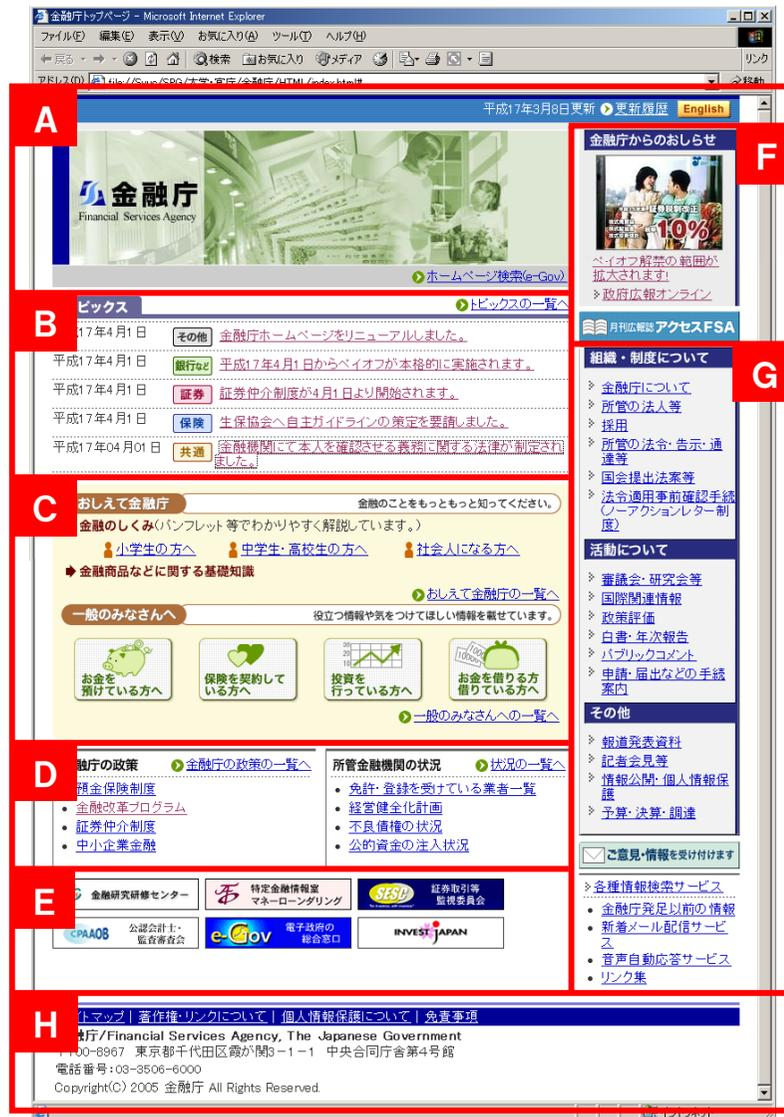 金融庁トップページ - Microsoft Internet Explorer
ファイル(F) 編集(E) 表示(V) お気に入り(A) ツール(T) ヘルプ(H)
戻る 検索 お気に入り メディア リンク
アドレス(D) 移動
A
平成17年3月8日更新 更新履歴 English
金融庁
Financial Services Agency
ホームページ検索(e-Gov)
B
ピックス トピックスの一覧へ
17年4月1日 その他 金融庁ホームページをリニューアルしました。
平成17年4月1日 銀行など 平成17年4月1日からペイオフが本格的に実施されます。
平成17年4月1日 証券 証券仲介制度が4月1日より開始されます。
平成17年4月1日 保険 生保協会へ自主ガイドラインの策定を要請しました。
平成17年04月01日 共通 金融機関にて本人を確認させる義務に関する法律が制定され
ました。
C
おしえて金融庁 金融のことをもっともっと知ってください。
金融のしくみ(パンフレット等でわかりやすく解説しています。)
小学生の方へ 中学生・高校生の方へ 社会人になる方へ
金融商品などに関する基礎知識
おしえて金融庁の一覧へ
一般のみなさんへ 役立つ情報や気をつけてほしい情報を載せています。
お金を
預けている方へ
保険を契約して
いる方へ
投資を
行っている方へ
お金を借りる方
借りている方へ
一般のみなさんへの一覧へ
D
融庁の政策 金融庁の政策の一覧へ
預金保険制度
金融改革プログラム
証券仲介制度
中小企業金融
所管金融機関の状況 状況の一覧へ
免許・登録を受けている業者一覧
経営健全化計画
不良債権の状況
公的資金の注入状況
E
金融研究研修センター
特定金融情報室
マネーローンダリング
SESC 証券取引等
監視委員会
CPAAOB 公認会計士・
監査審査会
e-Gov 電子政府の
総合窓口
INVEST JAPAN
F
金融庁からのおしらせ
証券税制改正
10%
ペイオフ解禁の範囲が
拡大されます!
政府広報オンライン
月刊広報誌 アクセスFSA
G
組織・制度について
金融庁について
所管の法人等
採用
所管の法令・告示・通
達等
国会提出法案等
法令適用事前確認手続
(ノーアクションレター制
度)
活動について
審議会・研究会等
国際関連情報
政策評価
白書・年次報告
パブリックコメント
申請・届出などの手続
案内
その他
報道発表資料
記者会見等
情報公開・個人情報保
護
予算・決算・調達
ご意見・情報を受け付けます
各種情報検索サービス
金融庁発足以前の情報
新着メール配信サービ
ス
音声自動応答サービス
リンク集
H
イトマップ | 著作権・リンクについて | 個人情報保護について | 免責事項
融庁/Financial Services Agency, The Japanese Government
〒100-8967 東京都千代田区霞が関3-1-1 中央合同庁舎第4号館
電話番号:03-3506-6000
Copyright(C) 2005 金融庁 All Rights Reserved.